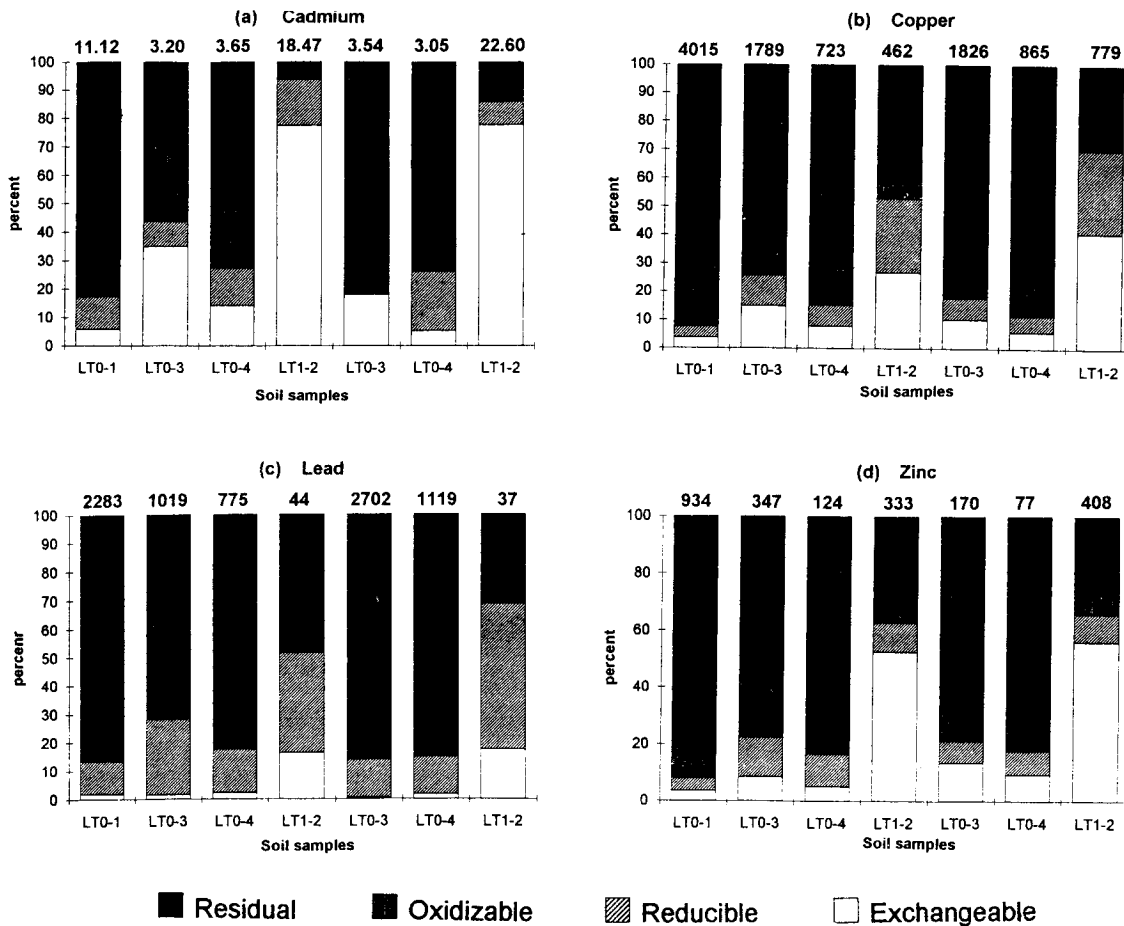 (a) Cadmium
11.12 3.20 3.65 18.47 3.54 3.05 22.60
100
90
80
70
60
50
40
30
20
10
0
percent
LT0-1 LT0-3 LT0-4 LT1-2 LT0-3 LT0-4 LT1-2
Soil samples
(b) Copper
4015 1789 723 462 1826 865 779
100
90
80
70
60
50
40
30
20
10
0
percent
LT0-1 LT0-3 LT0-4 LT1-2 LT0-3 LT0-4 LT1-2
Soil samples
(c) Lead
2283 1019 775 44 2702 1119 37
100
90
80
70
60
50
40
30
20
10
0
percenr
LT0-1 LT0-3 LT0-4 LT1-2 LT0-3 LT0-4 LT1-2
Soil samples
(d) Zinc
934 347 124 333 170 77 408
100
80
60
40
20
0
percent
LT0-1 LT0-3 LT0-4 LT1-2 LT0-3 LT0-4 LT1-2
Soil samples
Residual Oxidizable Reducible Exchangeable